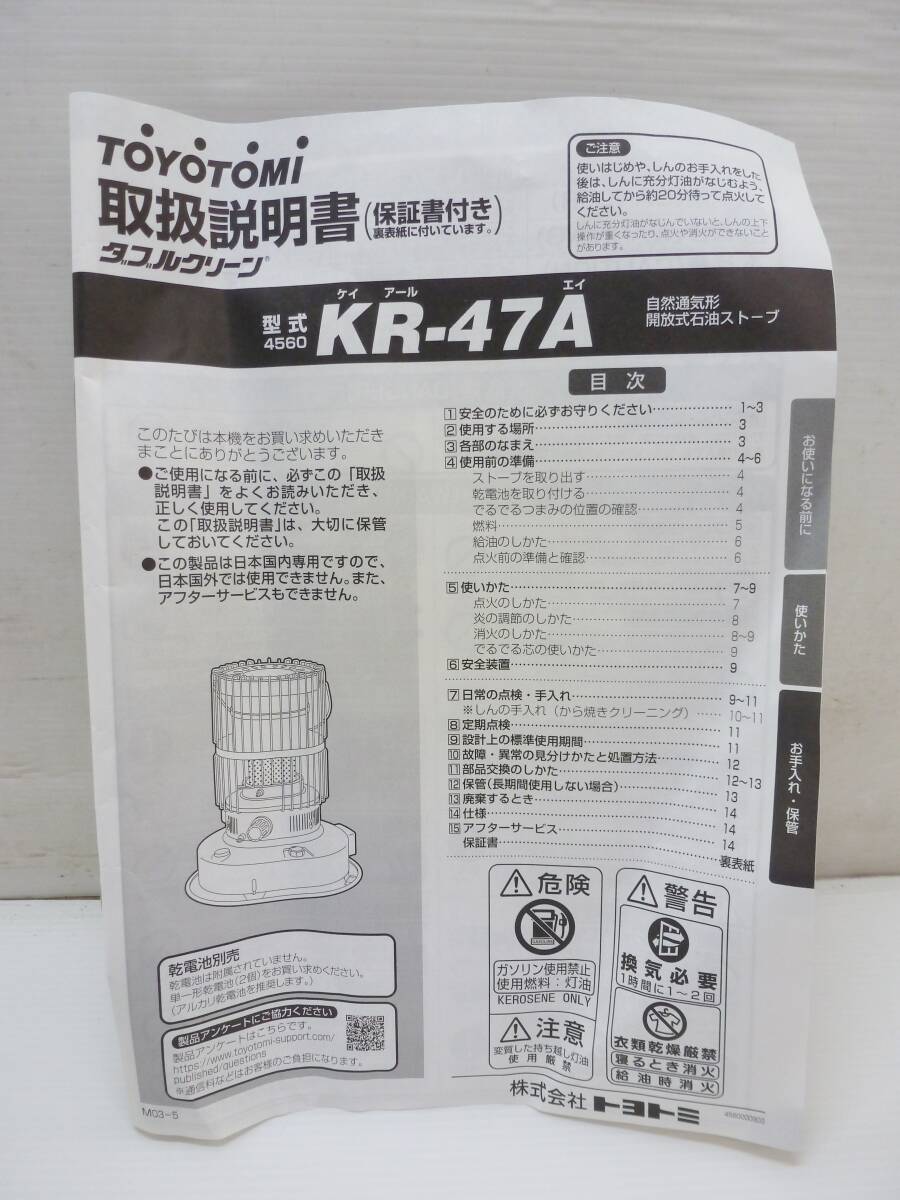 TOYOTOMI
取扱説明書(保証書付き 裏表紙に付いています。)
ダブルクリーン®
ご注意
使いはじめや、しんのお手入れをした
後は、しんに充分灯油がなじむよう、
給油してから約20分待って点火して
ください。
しんに充分灯油がなじんでいないと、しんの上下
操作が重くなったり、点火や消火ができないこと
があります。
ケイ アール エイ
型式 KR-47A
4560
自然通気形
開放式石油ストーブ
このたびは本機をお買い求めいただき
まことにありがとうございます。
●ご使用になる前に、必ずこの「取扱
説明書」をよくお読みいただき、
正しく使用してください。
この「取扱説明書」は、大切に保管
しておいてください。
●この製品は日本国内専用ですので、
日本国外では使用できません。また、
アフターサービスもできません。
目次
1 安全のために必ずお守りください………………1~3
2 使用する場所………………3
3 各部のなまえ………………3
4 使用前の準備………………4~6
ストーブを取り出す………………4
乾電池を取り付ける………………4
でるでるつまみの位置の確認………………4
燃料………………5
給油のしかた………………6
点火前の準備と確認………………6
5 使いかた………………7~9
点火のしかた………………7
炎の調節のしかた………………8
消火のしかた………………8~9
でるでる芯の使いかた………………9
6 安全装置………………9
7 日常の点検・手入れ………………9~11
※しんの手入れ(から焼きクリーニング)……10~11
8 定期点検………………11
9 設計上の標準使用期間………………11
10 故障・異常の見分けかたと処置方法………………12
11 部品交換のしかた………………12~13
12 保管(長期間使用しない場合)………………13
13 廃棄するとき………………14
14 仕様………………14
15 アフターサービス………………14
保証書………………裏表紙
お使いになる前に
使いかた
お手入れ・保管
乾電池別売
乾電池は付属されていません。
単一形乾電池(2個)をお買い求めください。
(アルカリ乾電池を推奨します。)
製品アンケートにご協力ください
製品アンケートはこちらです。
https://www.toyotomi-support.com/
published/questions
※通信料などはお客様のご負担になります。
危険
GASOLINE
ガソリン使用禁止
使用燃料:灯油
KEROSENE ONLY
注意
変質した持ち越し灯油
使用厳禁
警告
換気必要
1時間に1~2回
衣類乾燥厳禁
寝るとき消火
給油時消火
M03-5
株式会社トヨトミ